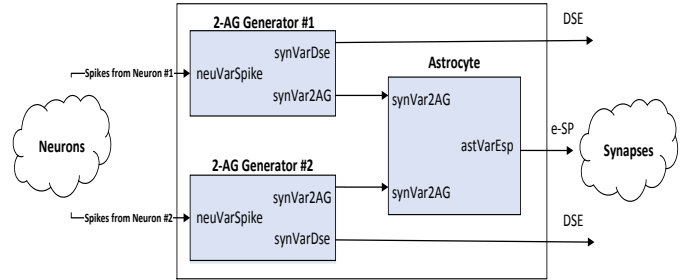 2-AG Generator #1
DSE
synVarDse
Astrocyte
Spikes from Neuron #1
neuVarSpike
synVar2AG
synVar2AG
e-SP
Neurons
astVarEsp
Synapses
2-AG Generator #2
synVar2AG
synVar2AG
Spikes from Neuron #2
neuVarSpike
DSE
synVarDse